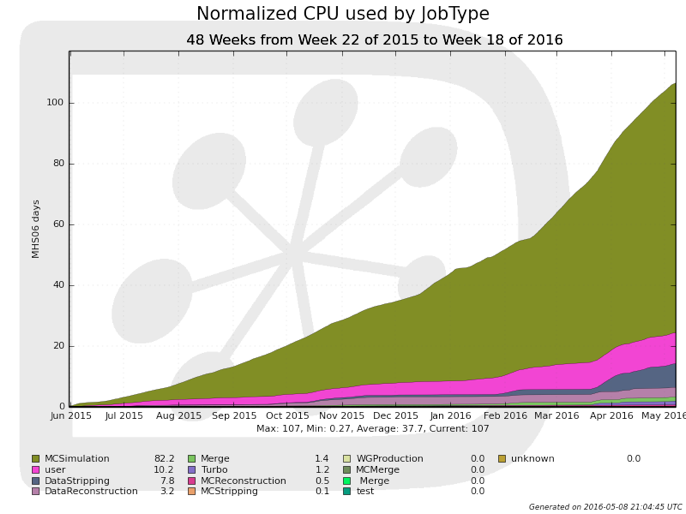 Normalized CPU used by JobType
48 Weeks from Week 22 of 2015 to Week 18 of 2016
MHS06 days
100
80
60
40
20
0
Jun 2015 Jul 2015 Aug 2015 Sep 2015 Oct 2015 Nov 2015 Dec 2015 Jan 2016 Feb 2016 Mar 2016 Apr 2016 May 2016
Max: 107, Min: 0.27, Average: 37.7, Current: 107
MCSimulation 82.2 Merge 1.4 WGProduction 0.0 unknown 0.0
user 10.2 Turbo 1.2 MCMerge 0.0
DataStripping 7.8 MCReconstruction 0.5 Merge 0.0
DataReconstruction 3.2 MCStripping 0.1 test 0.0
Generated on 2016-05-08 21:04:45 UTC